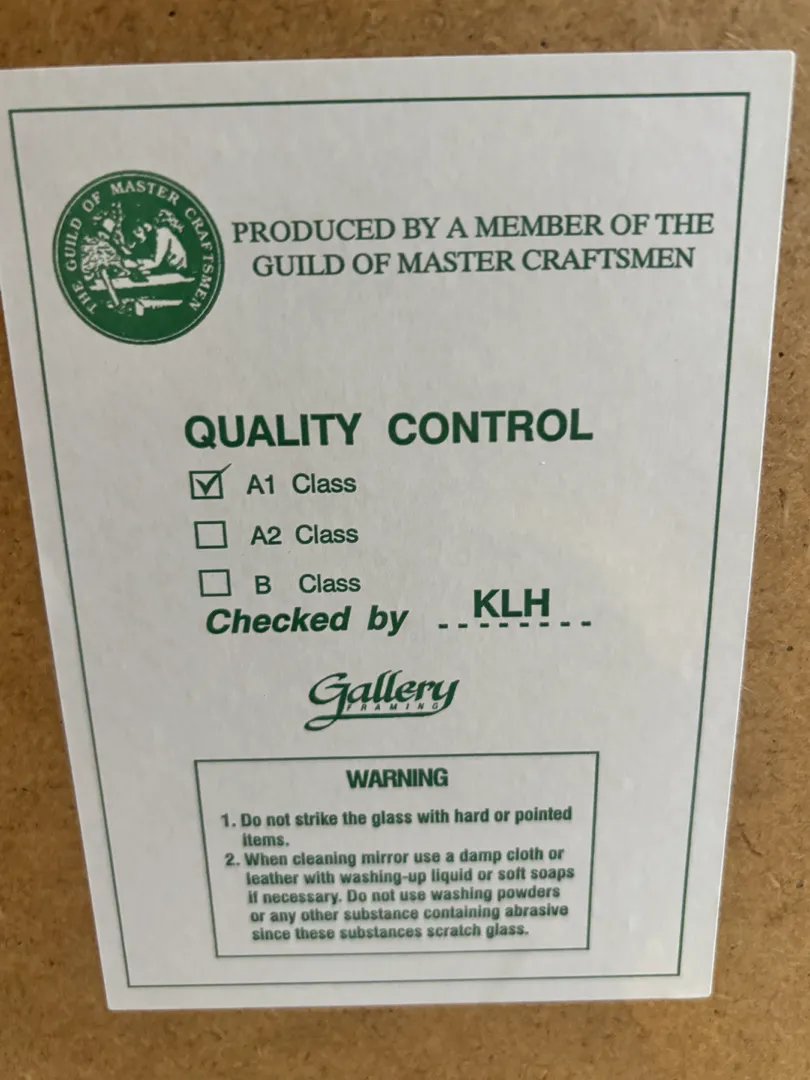 THE GUILD OF MASTER CRAFTSMEN
PRODUCED BY A MEMBER OF THE
GUILD OF MASTER CRAFTSMEN
QUALITY CONTROL
A1 Class
A2 Class
B Class
Checked by KLH
Gallery
FRAMING
WARNING
1. Do not strike the glass with hard or pointed
items.
2. When cleaning mirror use a damp cloth or
leather with washing-up liquid or soft soaps
if necessary. Do not use washing powders
or any other substance containing abrasive
since these substances scratch glass.